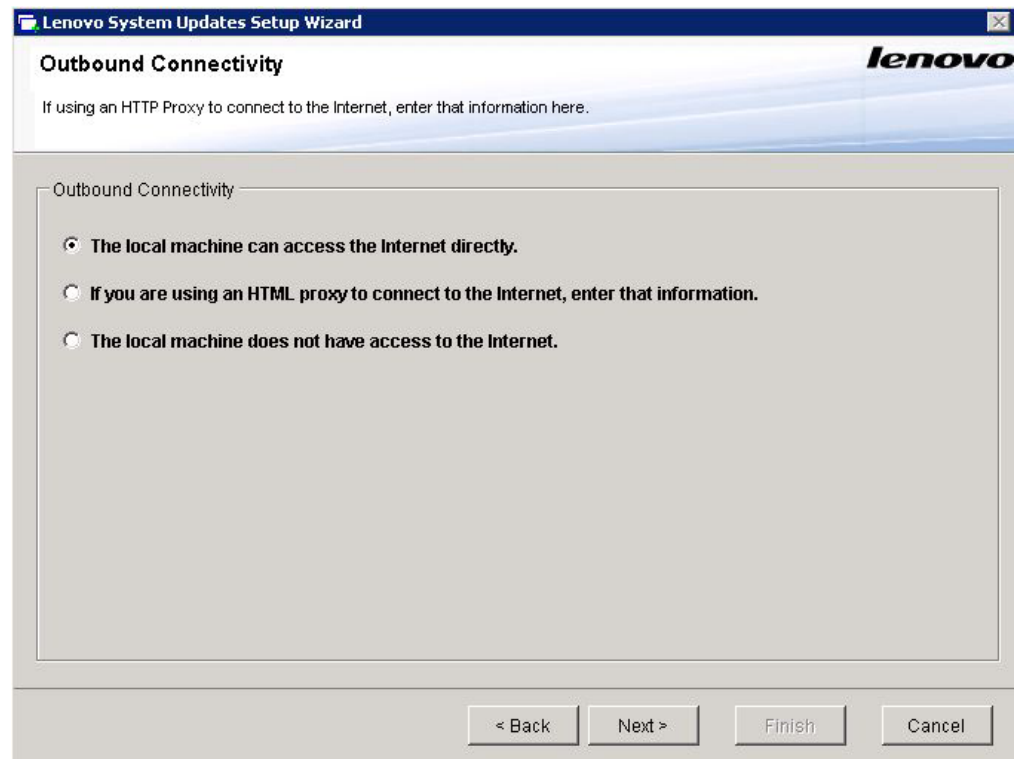 Lenovo System Updates Setup Wizard
Outbound Connectivity
lenovo
If using an HTTP Proxy to connect to the Internet, enter that information here.
Outbound Connectivity
The local machine can access the Internet directly.
If you are using an HTML proxy to connect to the Internet, enter that information.
The local machine does not have access to the Internet.
< Back
Next >
Finish
Cancel